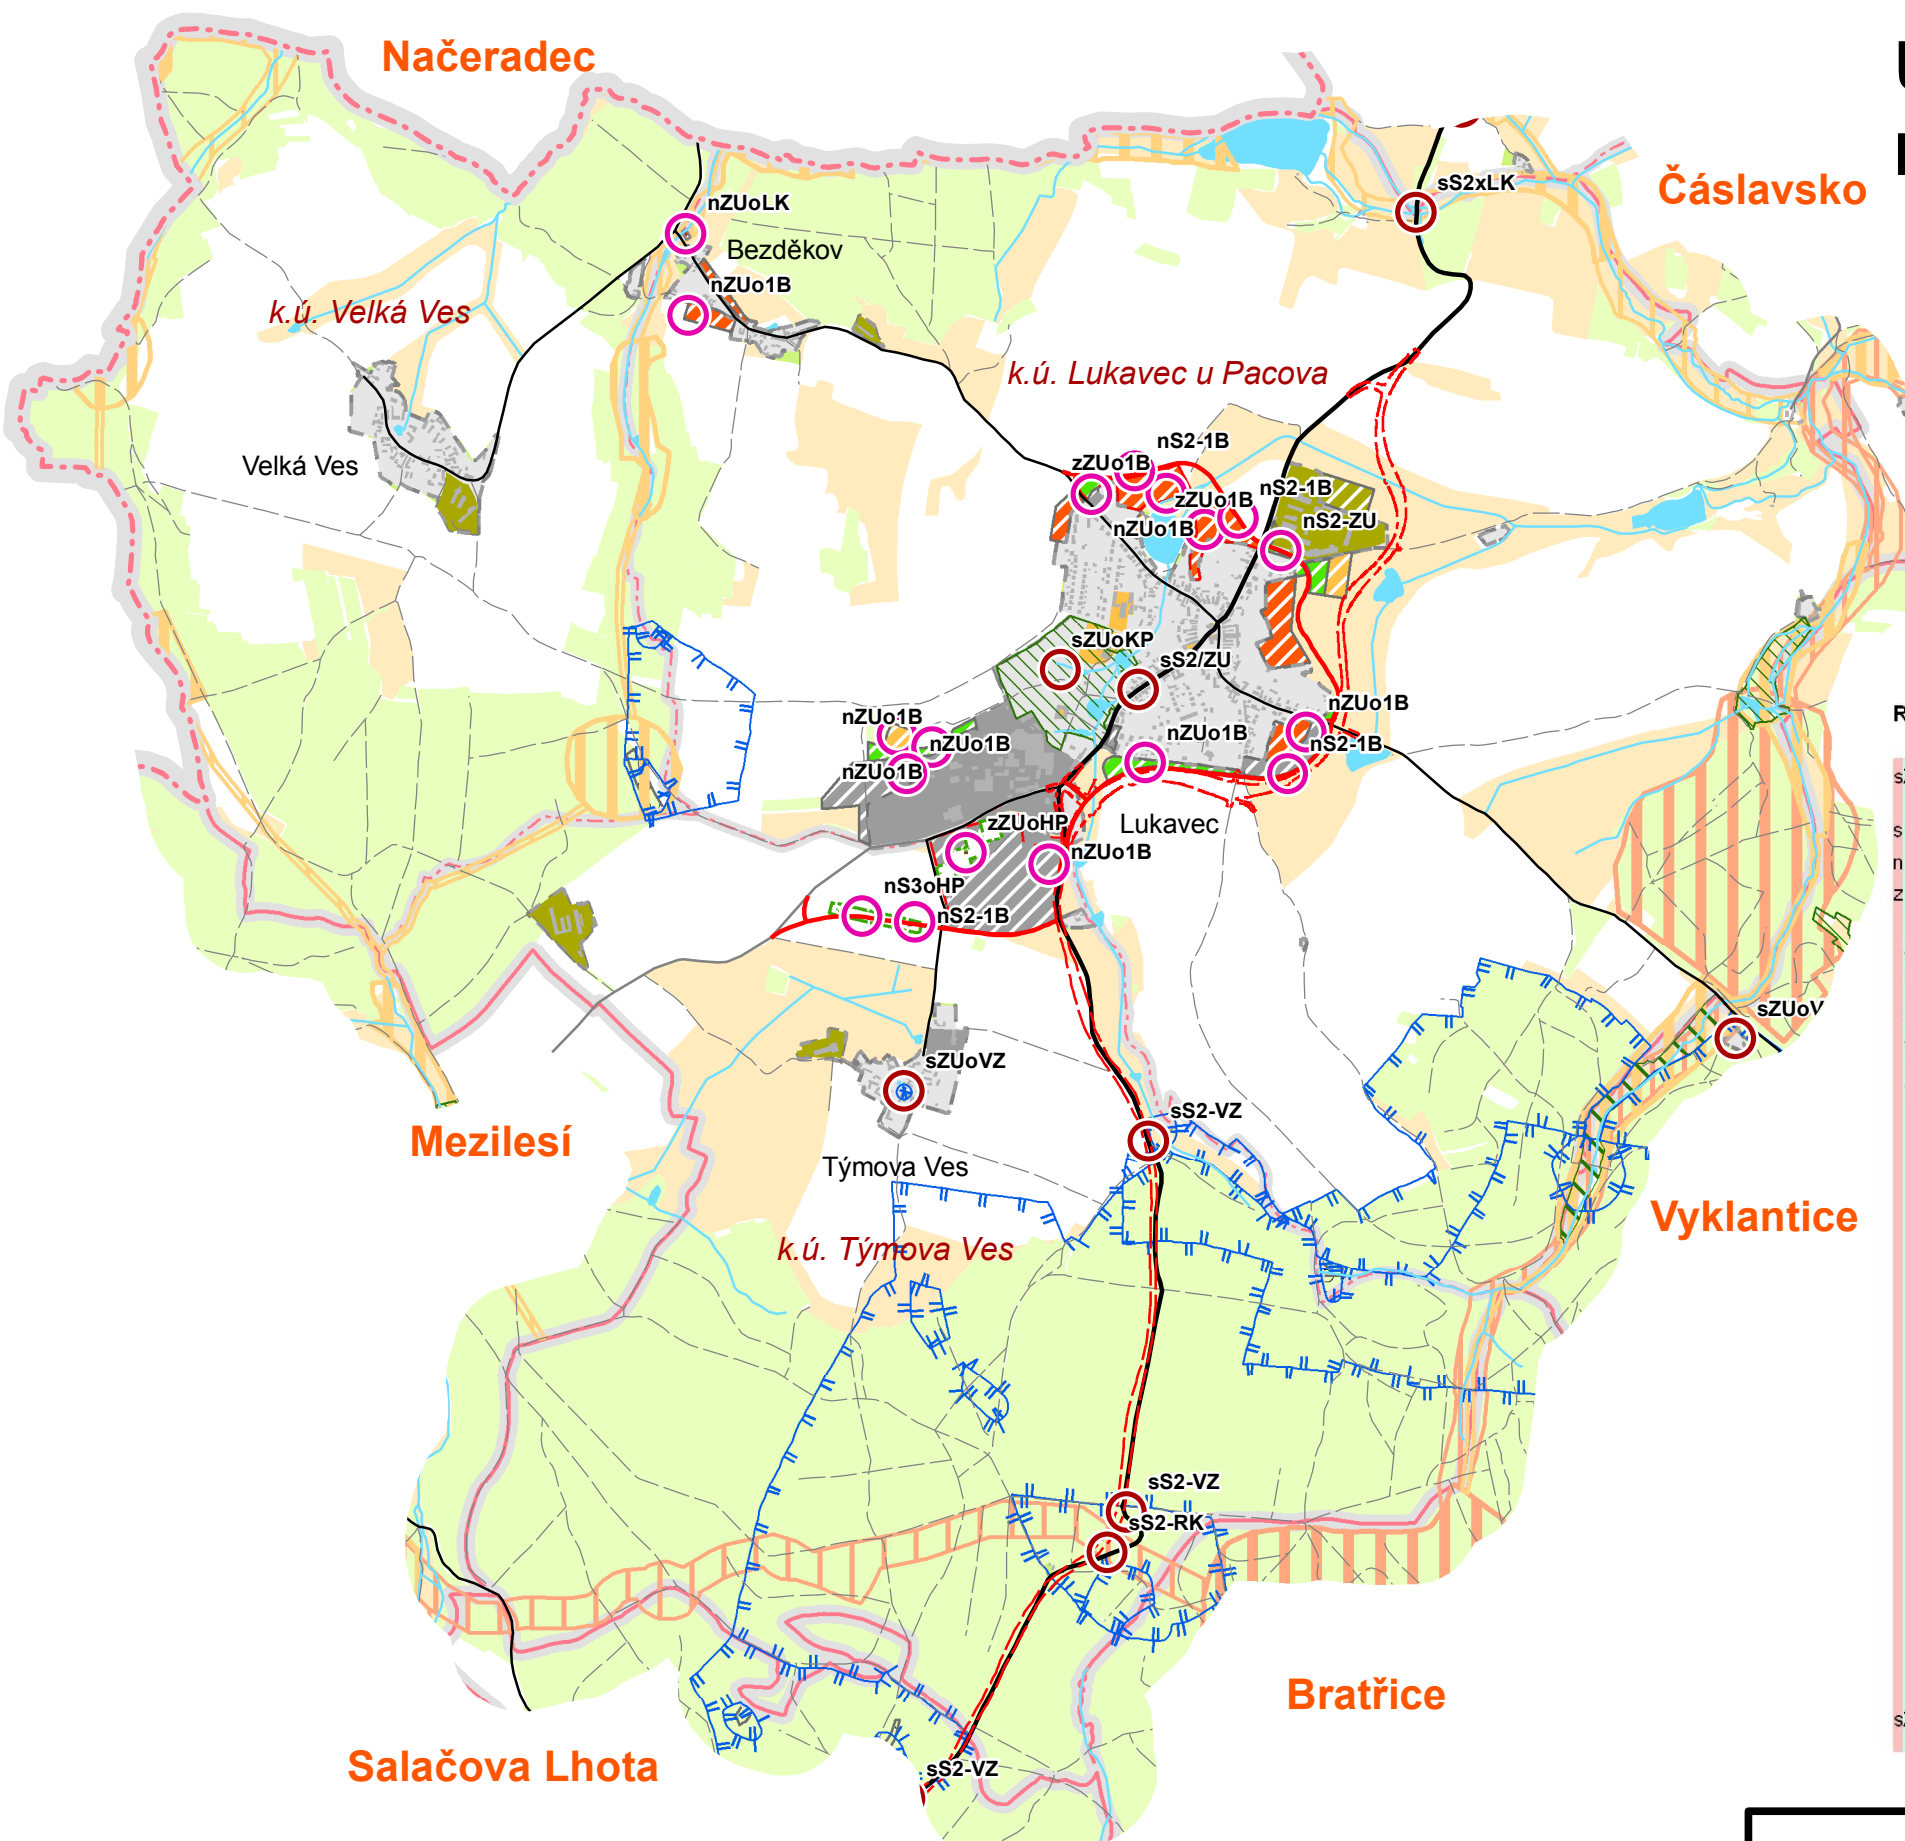 Načeradec
Čáslavsko
sS2xLK
nZUoLK
Bezděkov
nZUo1B
k.ú. Velká Ves
k.ú. Lukavec u Pacova
nS2-1B
zZUo1B
Velká Ves
nS2-1B
zZUo1B
nS2-ZU
nZUo1B
sZUoKP
sS2/ZU
nZUo1B
nZUo1B
nZUo1B
nZUo1B
nS2-1B
nZUo1B
zZUoHP
Lukavec
nZUo1B
nS3oHP
nS2-1B
sZUoV
sZUoVZ
sS2-VZ
Mezilesí
Týmova Ves
Vyklantice
k.ú. Týmova Ves
sS2-VZ
sS2-RK
Bratřice
Salačova Lhota
sS2-VZ